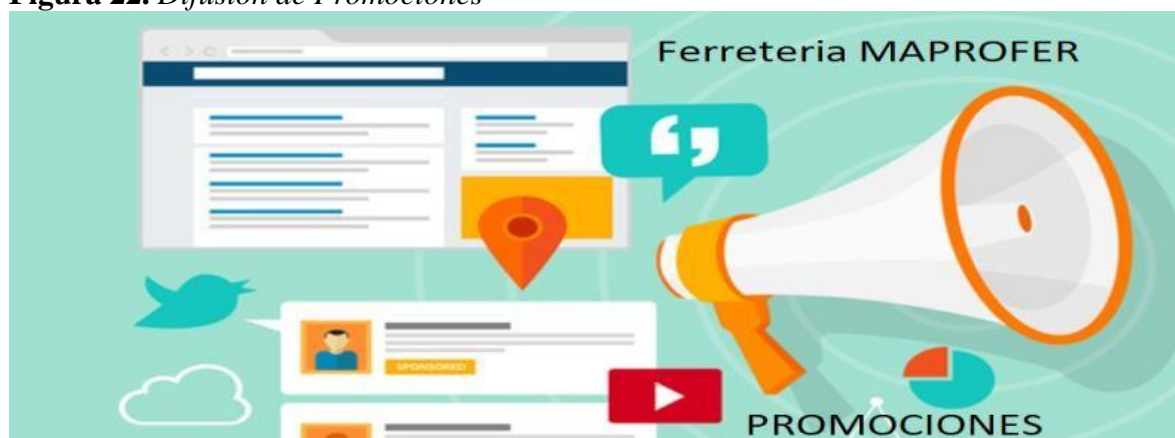 Figura 22. Difusión de Promociones
Ferreteria MAPROFER
SPONSORED
PROMOCIONES